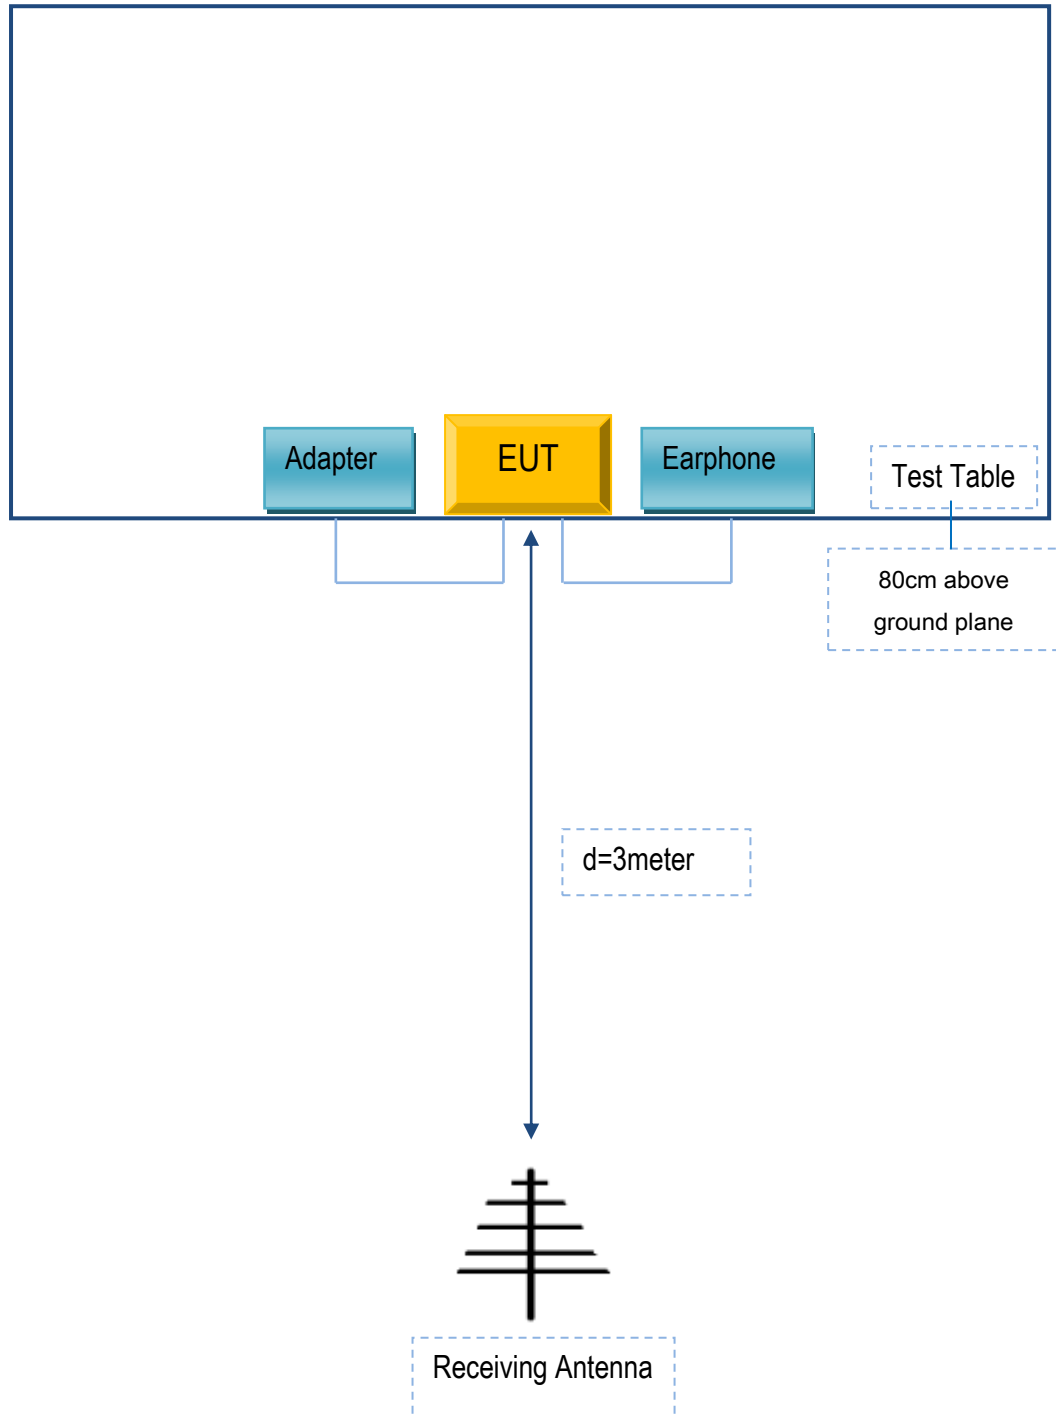 Adapter
EUT
Earphone
Test Table
80cm above
ground plane
d=3meter
Receiving Antenna